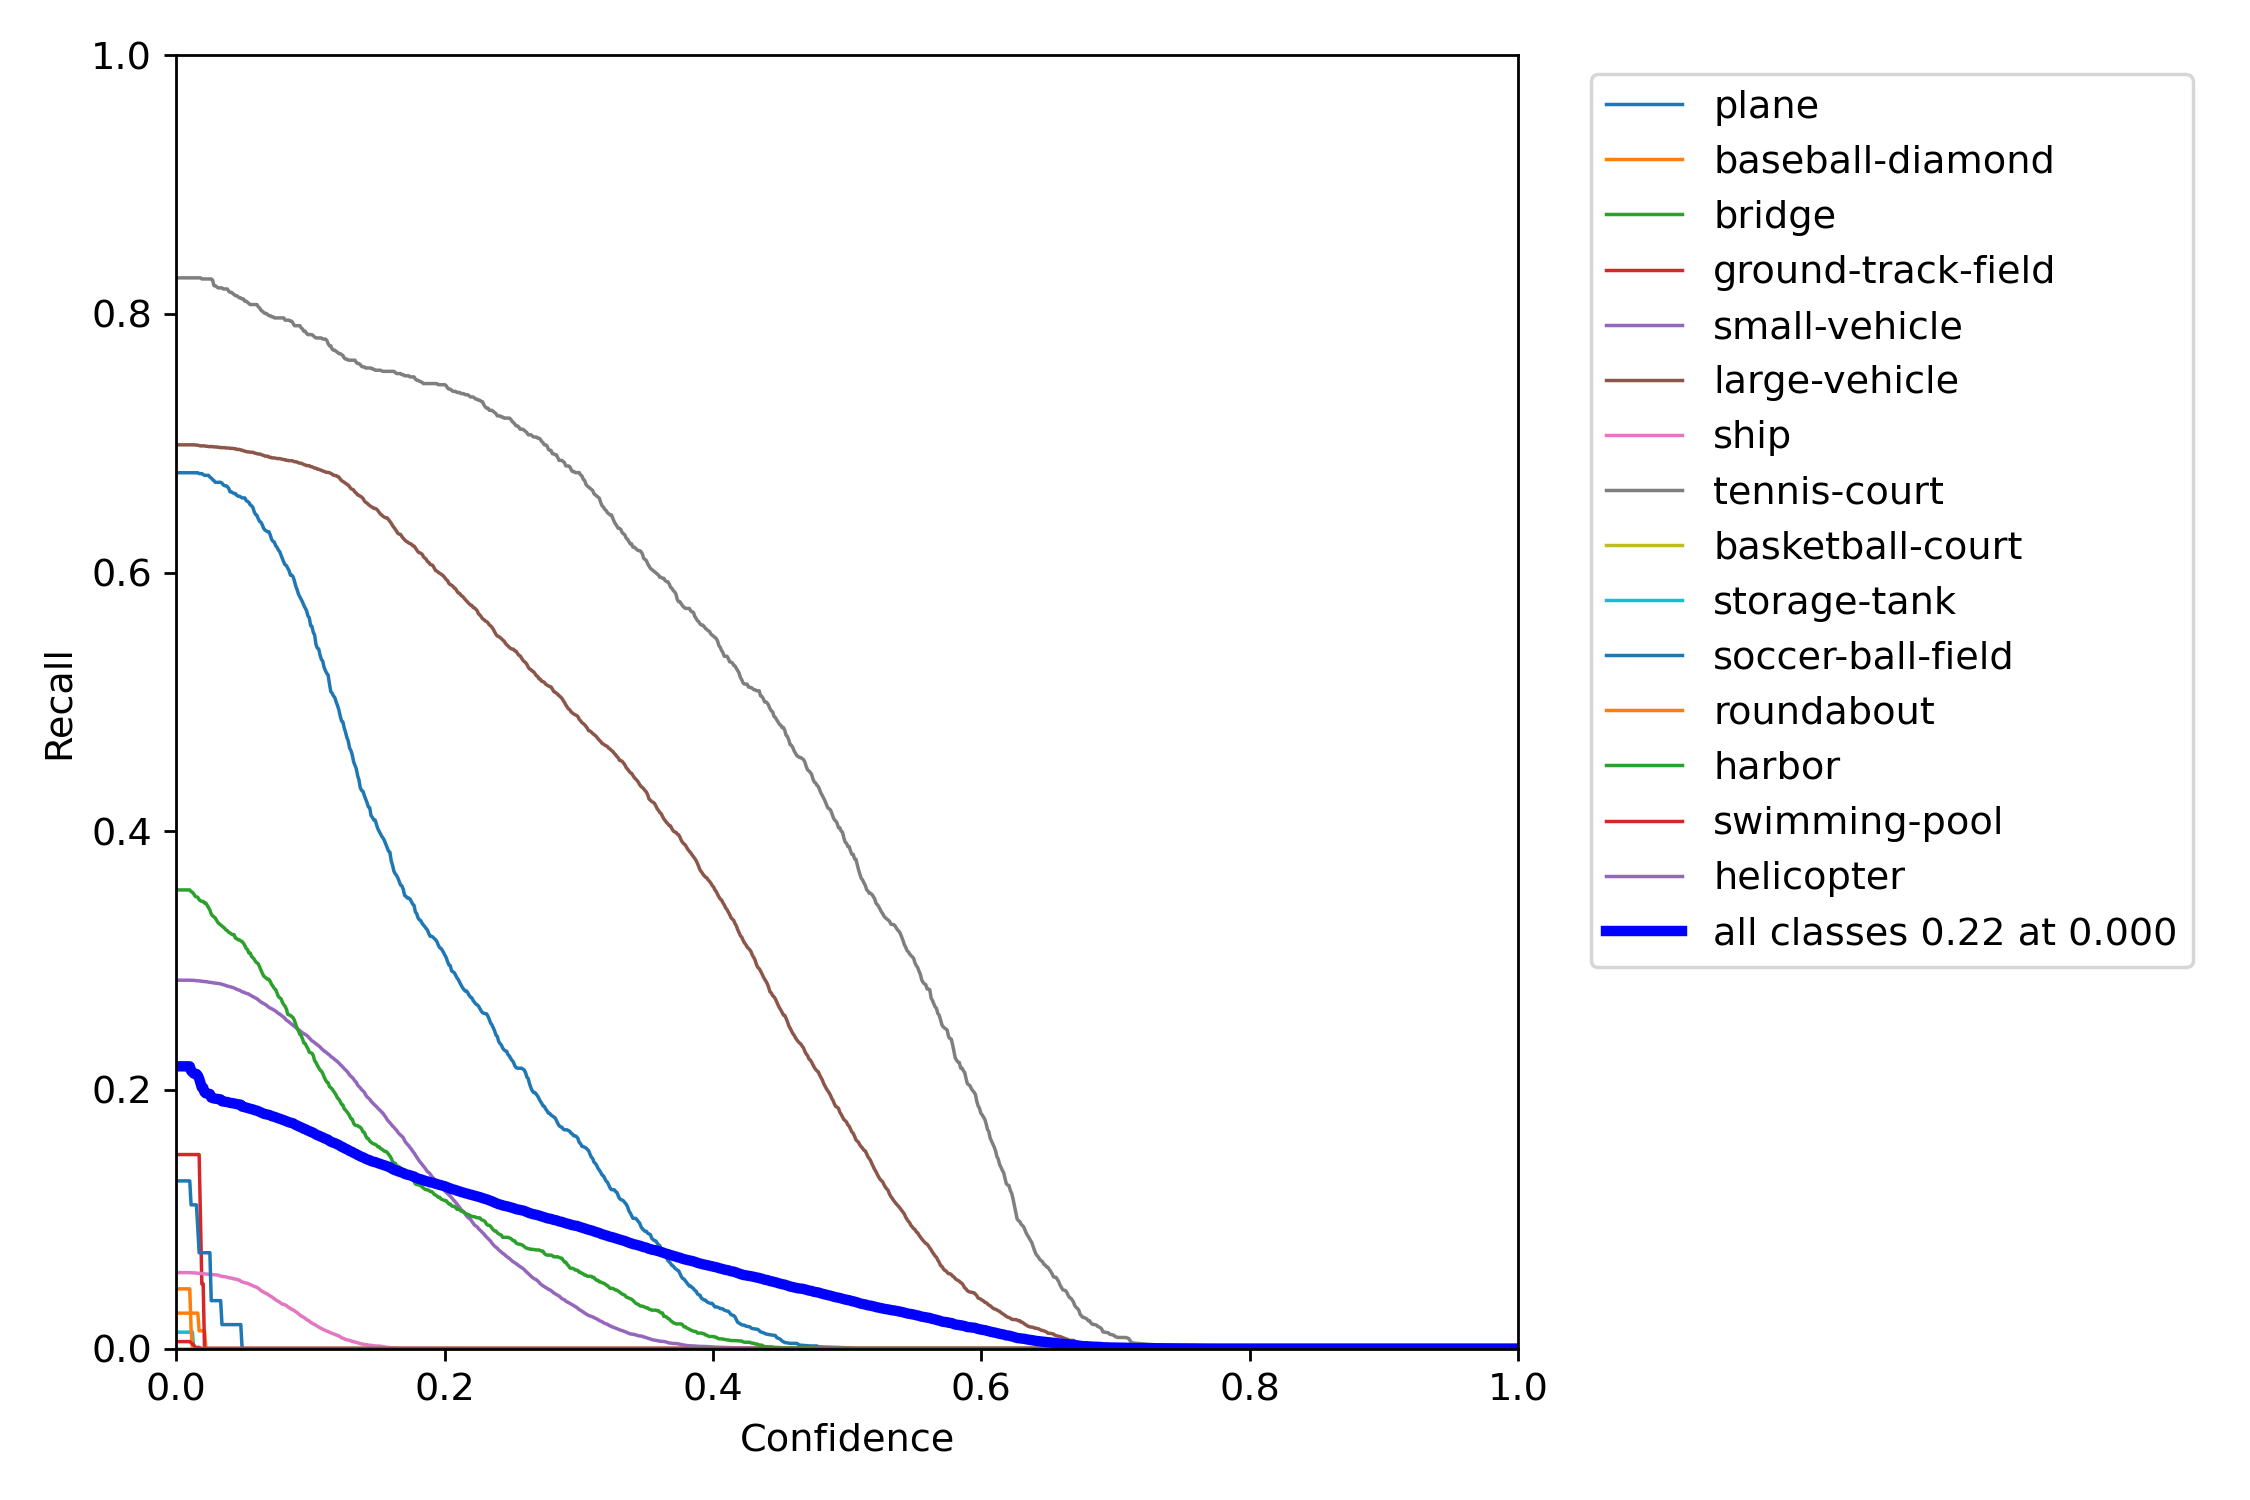 1.0
0.8
0.6
0.4
0.2
0.0
Recall
0.0 0.2 0.4 0.6 0.8 1.0
Confidence
plane
baseball-diamond
bridge
ground-track-field
small-vehicle
large-vehicle
ship
tennis-court
basketball-court
storage-tank
soccer-ball-field
roundabout
harbor
swimming-pool
helicopter
all classes 0.22 at 0.000